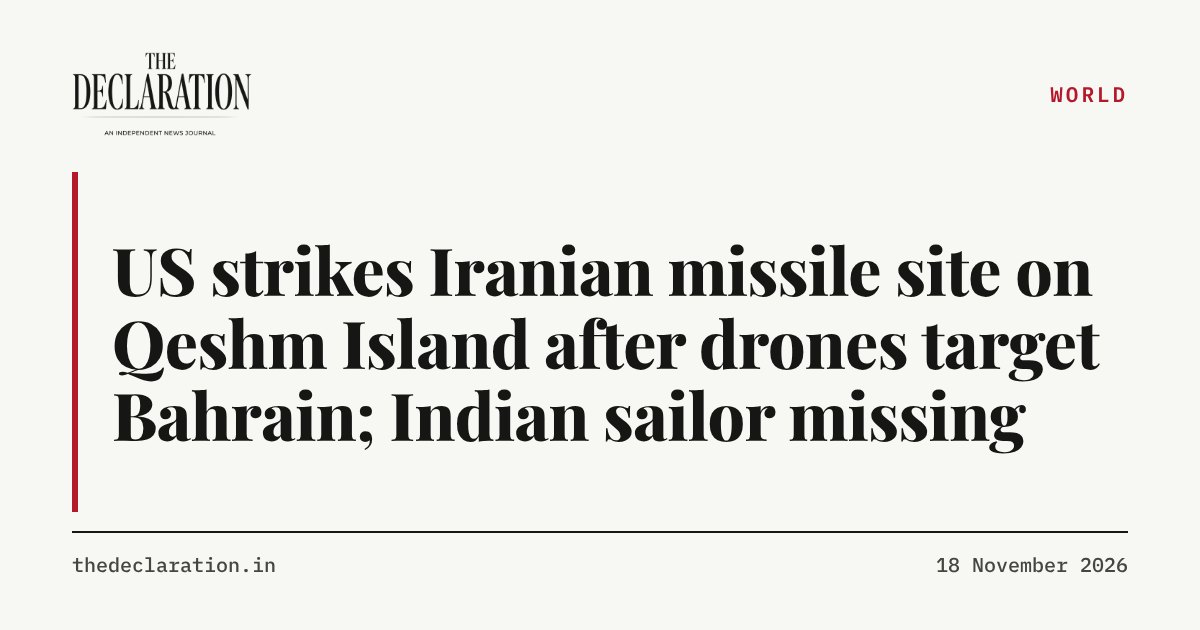 THE
DECLARATION
AN INDEPENDENT NEWS JOURNAL
WORLD
US strikes Iranian missile site on
Qeshm Island after drones target
Bahrain; Indian sailor missing
thedeclaration.in
18 November 2026